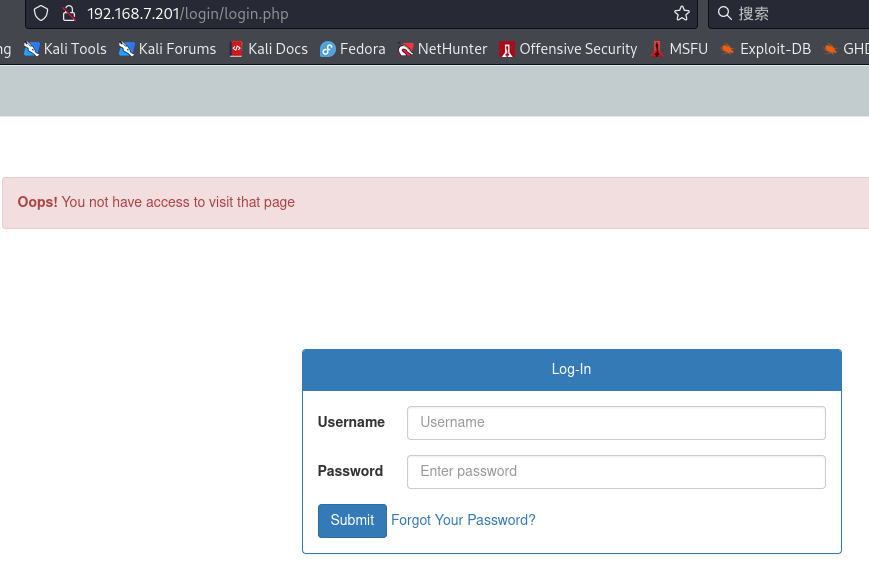 192.168.7.201/login/login.php
搜索
ng Kali Tools Kali Forums Kali Docs Fedora NetHunter Offensive Security MSFU Exploit-DB GHD
Oops! You not have access to visit that page
Log-In
Username Username
Password Enter password
Submit Forgot Your Password?